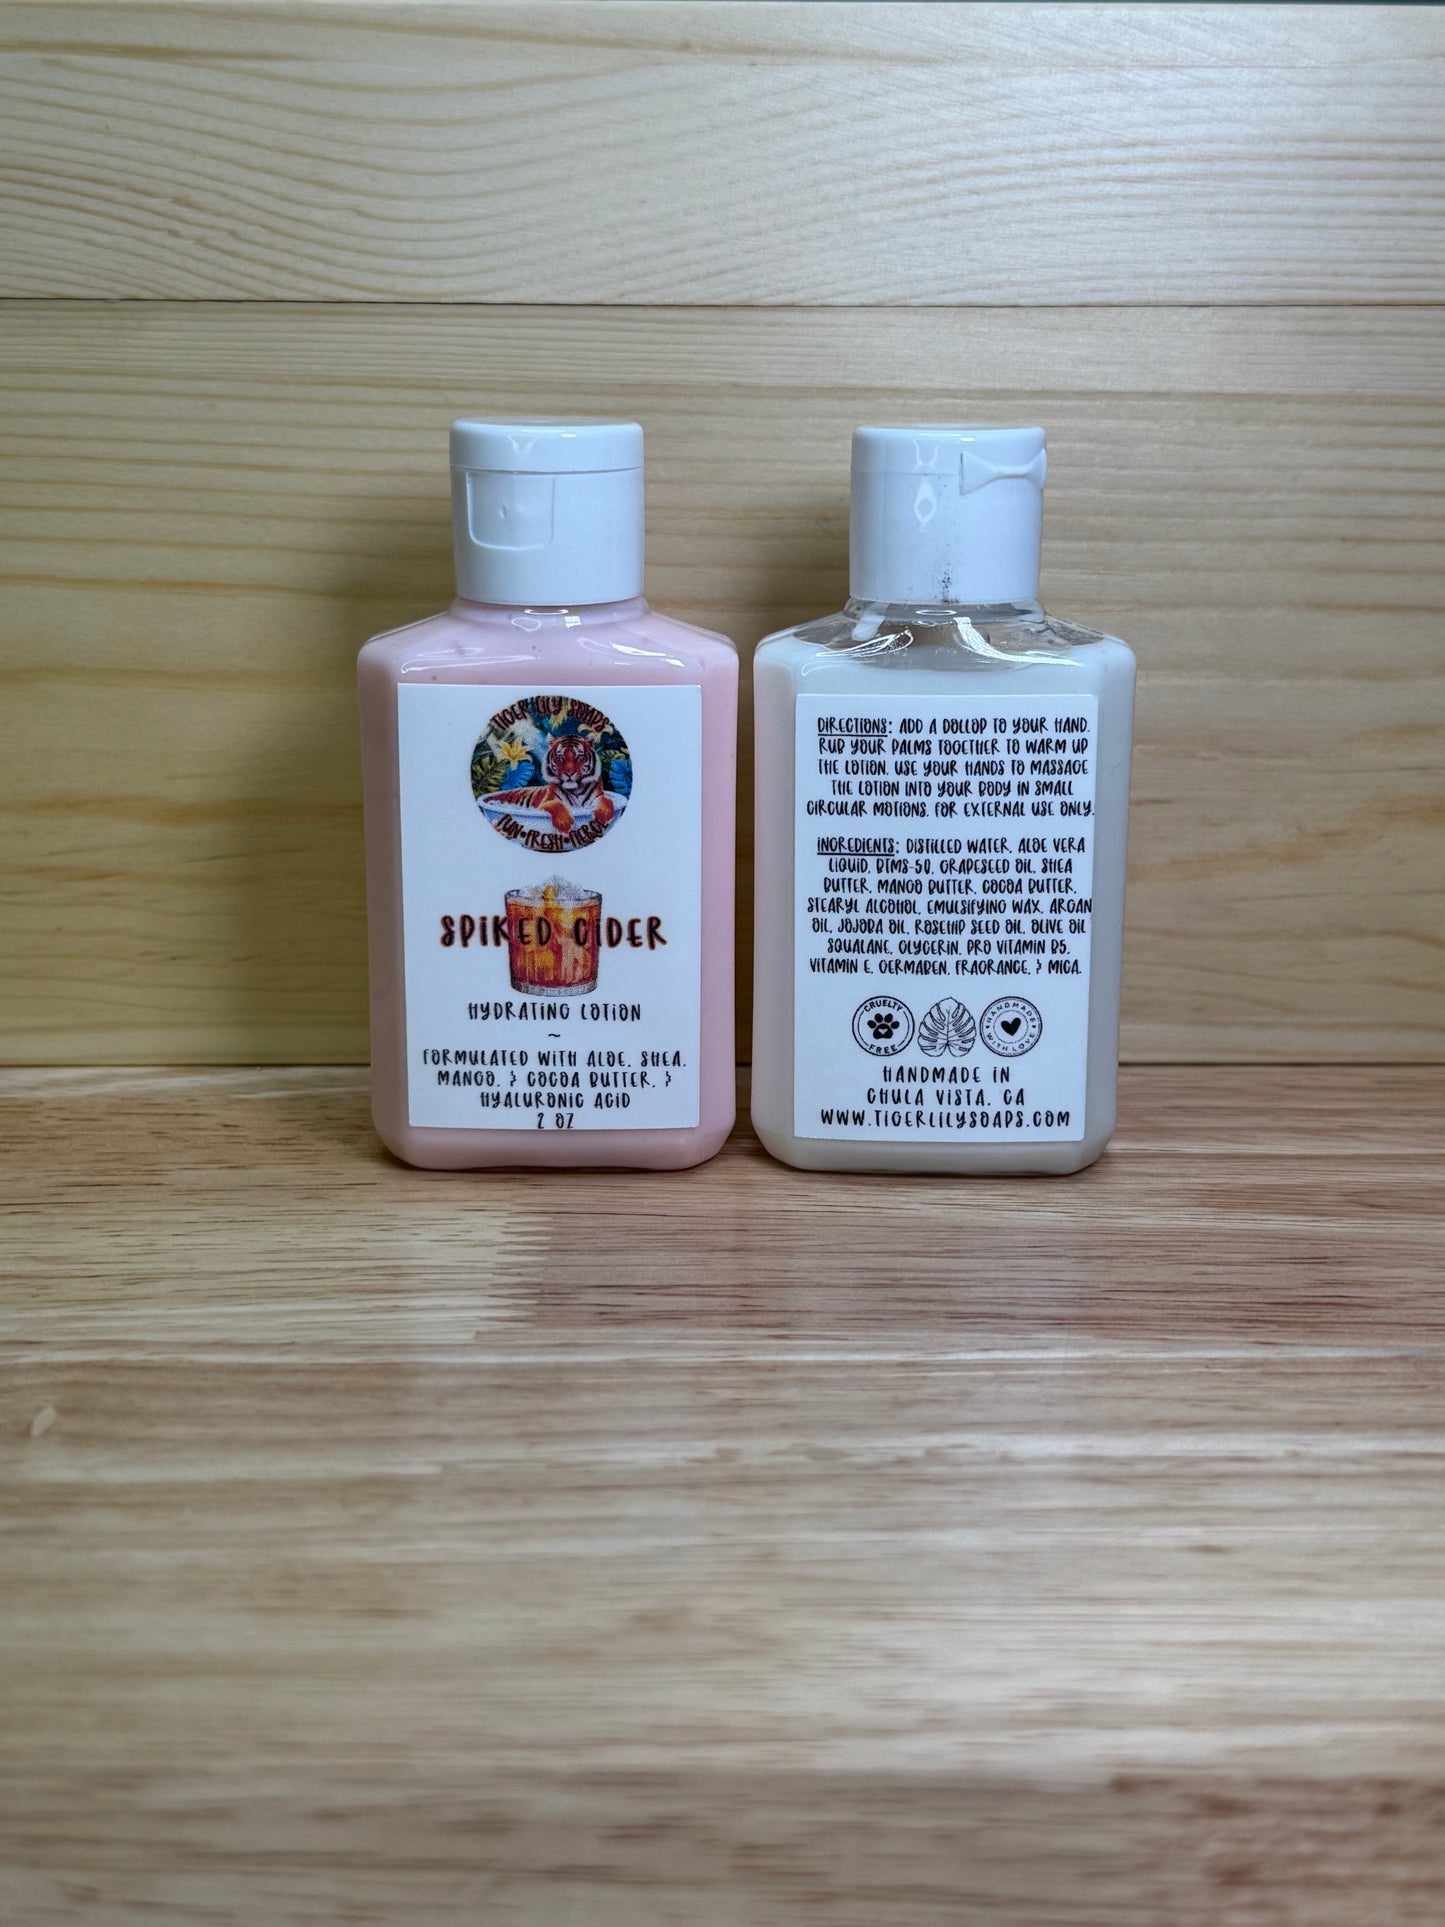 TIGER LILY SOAPS
FUN•FRESH•FIERCE
SPIKED CIDER
HYDRATING LOTION
~
FORMULATED WITH ALOE, SHEA,
MANGO, & COCOA BUTTER, &
HYALURONIC ACID
2 OZ
DIRECTIONS: ADD A DOLLOP TO YOUR HAND.
RUB YOUR PALMS TOGETHER TO WARM UP
THE LOTION. USE YOUR HANDS TO MASSAGE
THE LOTION INTO YOUR BODY IN SMALL
CIRCULAR MOTIONS. FOR EXTERNAL USE ONLY.
INGREDIENTS: DISTILLED WATER, ALOE VERA
LIQUID, BTMS-50, GRAPESEED OIL, SHEA
BUTTER, MANGO BUTTER, COCOA BUTTER,
STEARYL ALCOHOL, EMULSIFYING WAX, ARGAN
OIL, JOJOBA OIL, ROSEHIP SEED OIL, OLIVE OIL
SQUALANE, GLYCERIN, PRO VITAMIN B5,
VITAMIN E, GERMABEN, FRAGRANCE, & MICA.
CRUELTY
FREE
HANDMADE
WITH LOVE
HANDMADE IN
CHULA VISTA, CA
WWW.TIGERLILYSOAPS.COM